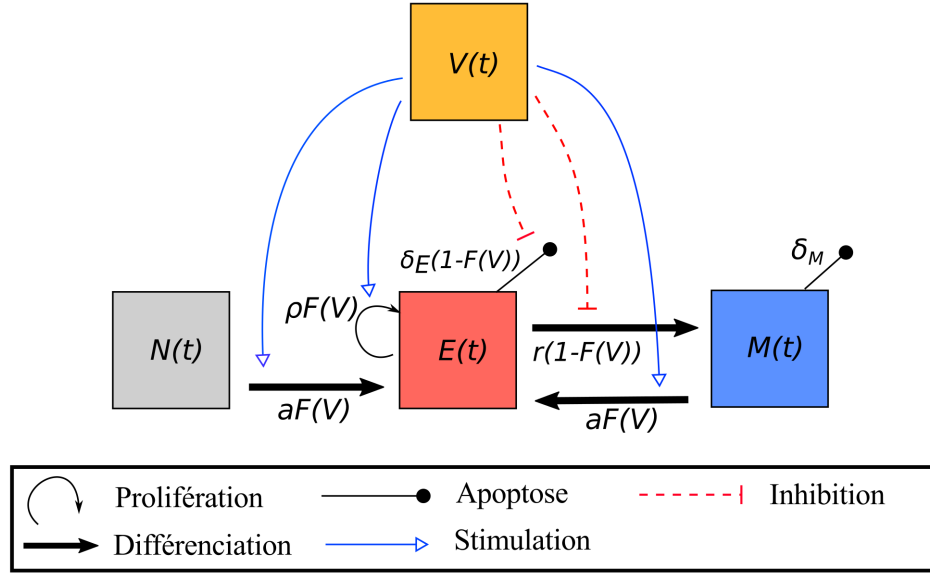 V(t)
δE(1-F(V))
δM
ρF(V)
N(t)
E(t)
M(t)
r(1-F(V))
aF(V)
aF(V)
Prolifération
Apoptose
Inhibition
Différenciation
Stimulation